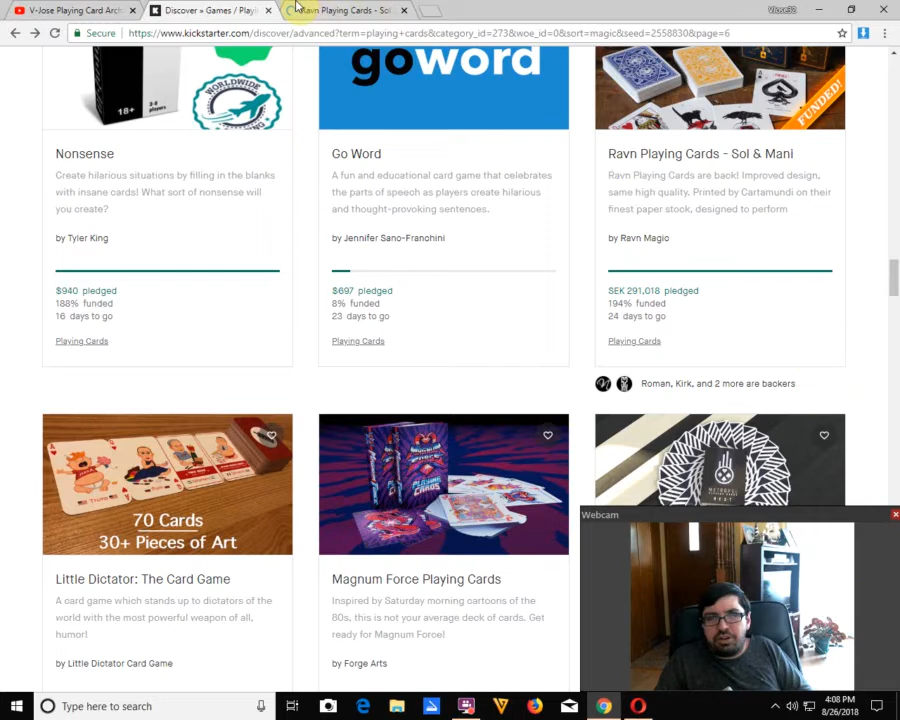 V-Jose Playing Card Arch
Discover » Games / Playi
Ravn Playing Cards - Sol
Vjose32
Secure
https://www.kickstarter.com/discover/advanced?term=playing+cards&category_id=273&woe_id=0&sort=magic&seed=2558830&page=6
18+
WORLDWIDE
goword
FUNDED!
Nonsense
Create hilarious situations by filling in the blanks
with insane cards! What sort of nonsense will
you create?
by Tyler King
$940 pledged
188% funded
16 days to go
Playing Cards
Go Word
A fun and educational card game that celebrates
the parts of speech as players create hilarious
and thought-provoking sentences.
by Jennifer Sano-Franchini
$697 pledged
8% funded
23 days to go
Playing Cards
Ravn Playing Cards - Sol & Mani
Ravn Playing Cards are back! Improved design,
same high quality. Printed by Cartamundi on their
finest paper stock, designed to perform
by Ravn Magic
SEK 291,018 pledged
194% funded
24 days to go
Playing Cards
Roman, Kirk, and 2 more are backers
70 Cards
30+ Pieces of Art
Little Dictator: The Card Game
A card game which stands up to dictators of the
world with the most powerful weapon of all,
humor!
by Little Dictator Card Game
MAGNUM FORCE
PLAYING CARDS
Magnum Force Playing Cards
Inspired by Saturday morning cartoons of the
80s, this is not your average deck of cards. Get
ready for Magnum Force!
by Forge Arts
Webcam
Type here to search
4:08 PM
8/26/2018